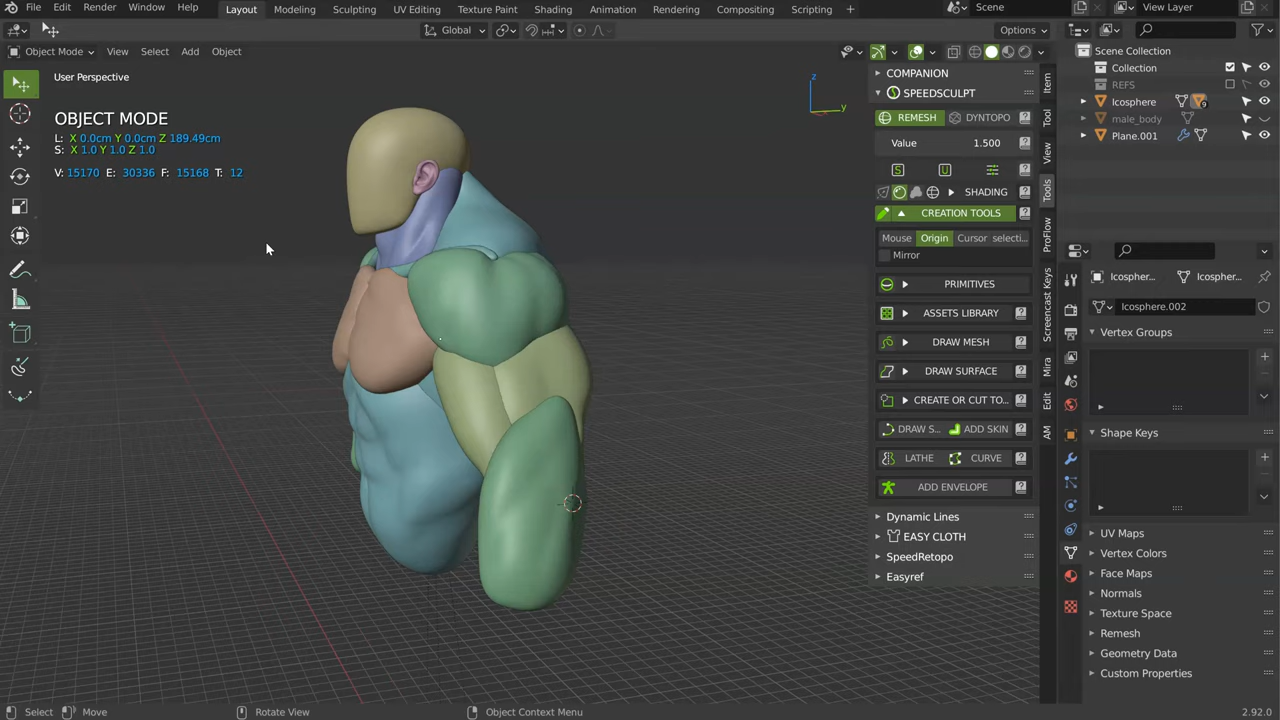 File Edit Render Window Help Layout Modeling Sculpting UV Editing Texture Paint Shading Animation Rendering Compositing Scripting + Scene View Layer
Global Options
Object Mode View Select Add Object
User Perspective
OBJECT MODE
L: X 0.0cm Y 0.0cm Z 189.49cm
S: X 1.0 Y 1.0 Z 1.0
V: 15170 E: 30336 F: 15168 T: 12
z
y
COMPANION
SPEEDSCULPT
REMESH DYNTOPO
Value 1.500
S U
SHADING
CREATION TOOLS
Mouse Origin Cursor selecti...
Mirror
PRIMITIVES
ASSETS LIBRARY
DRAW MESH
DRAW SURFACE
CREATE OR CUT TO...
DRAW S... ADD SKIN
LATHE CURVE
ADD ENVELOPE
Dynamic Lines
EASY CLOTH
SpeedRetopo
Easyref
Item
Tool
View
Tools
ProFlow
Screencast Keys
Mira
Edit
AM
Scene Collection
Collection
REFS
Icosphere 9
male_body
Plane.001
Icospher... Icospher...
Icosphere.002
Vertex Groups
Shape Keys
UV Maps
Vertex Colors
Face Maps
Normals
Texture Space
Remesh
Geometry Data
Custom Properties
Select Move Rotate View Object Context Menu 2.92.0